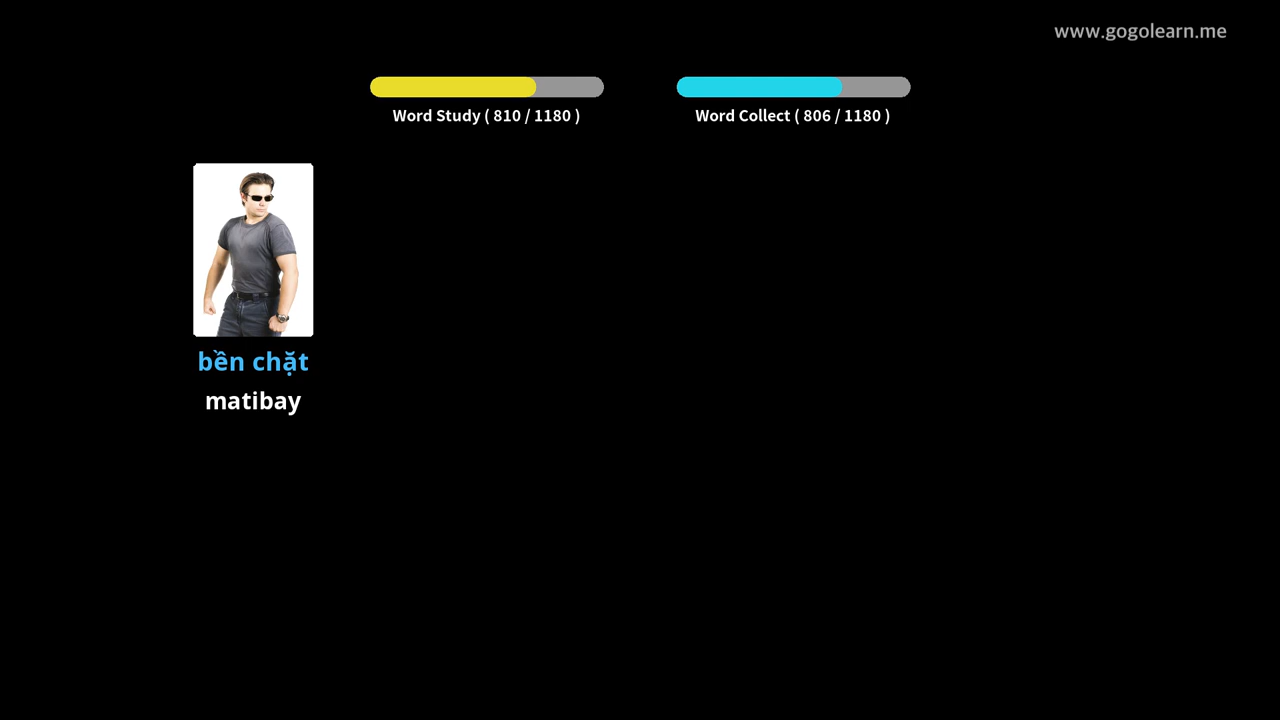 www.gogolearn.me
Word Study ( 810 / 1180 )
Word Collect ( 806 / 1180 )
bền chặt
matibay